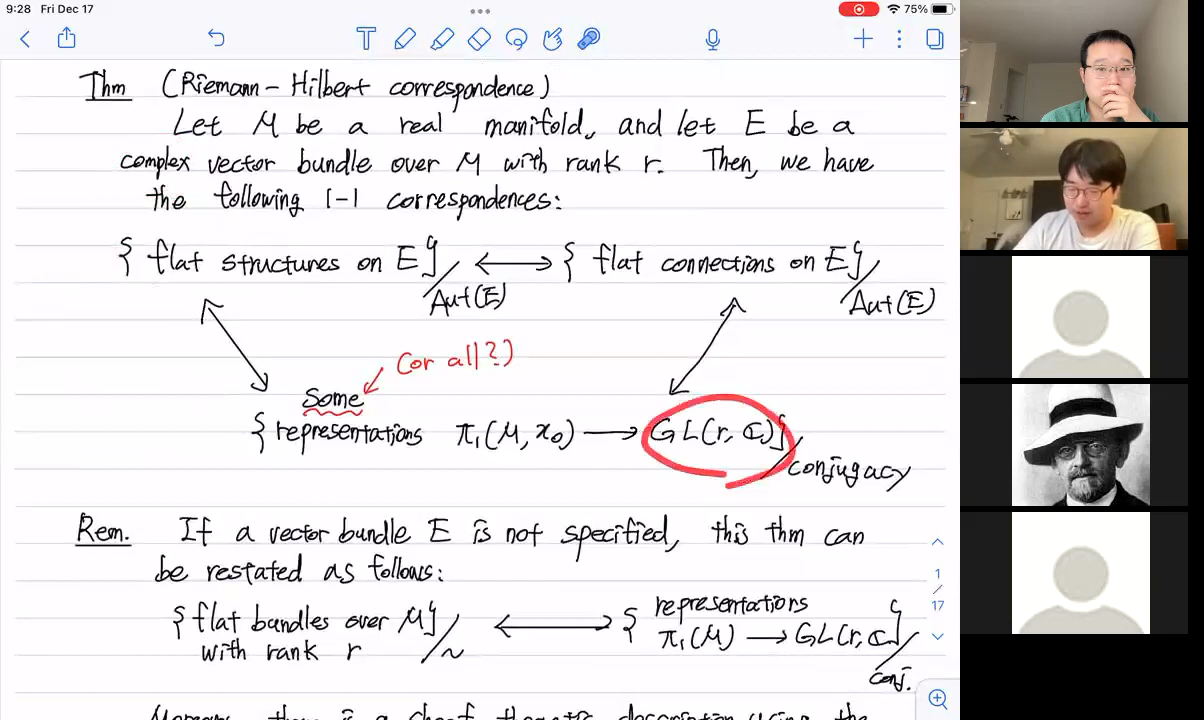 9:28 Fri Dec 17
75%
Thm (Riemann-Hilbert correspondence)
Let M be a real manifold, and let E be a
complex vector bundle over M with rank r. Then, we have
the following 1-1 correspondences:
{ flat structures on E} / Aut(E) ⟷ { flat connections on E} / Aut(E)
(or all?)
Some
{ representations π₁(M, x₀) ⟶ GL(r, ℂ)} / conjugacy
Rem. If a vector bundle E is not specified, this thm can
be restated as follows:
{ flat bundles over M} with rank r / ~ ⟷ { representations π₁(M) ⟶ GL(r, ℂ) } / conj.
1 / 17